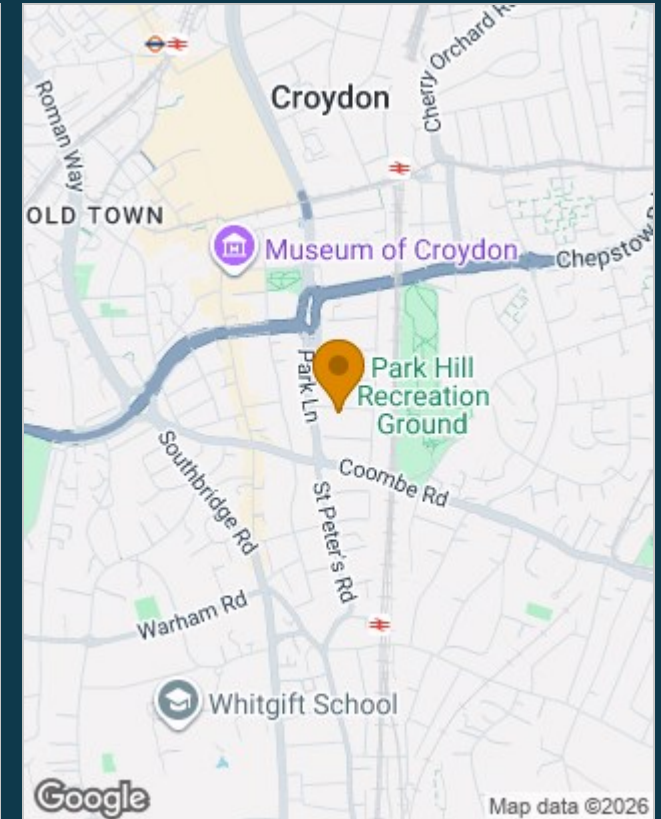 Croydon
Cherry Orchard R
Roman Way
OLD TOWN
Museum of Croydon
Chepstow
Park Ln
Park Hill
Recreation
Ground
Southbridge Rd
Coombe Rd
St Peter's Rd
Warham Rd
Whitgift School
Google
Map data ©2026